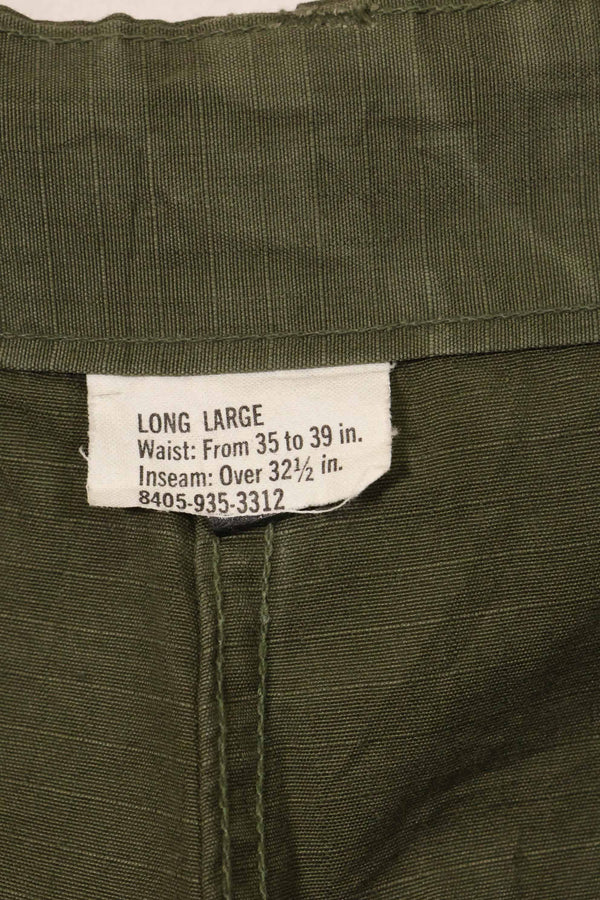 LONG LARGE
Waist: From 35 to 39 in.
Inseam: Over 32½ in.
8405-935-3312